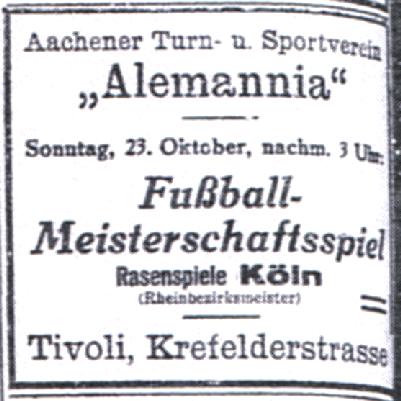 Aachener Turn- u. Sportverein
„Alemannia“
Sonntag, 23. Oktober, nachm. 3 Uhr:
Fußball-
Meisterschaftsspiel
Rasenspiele Köln
(Rheinbezirksmeister)
Tivoli, Krefelderstrasse